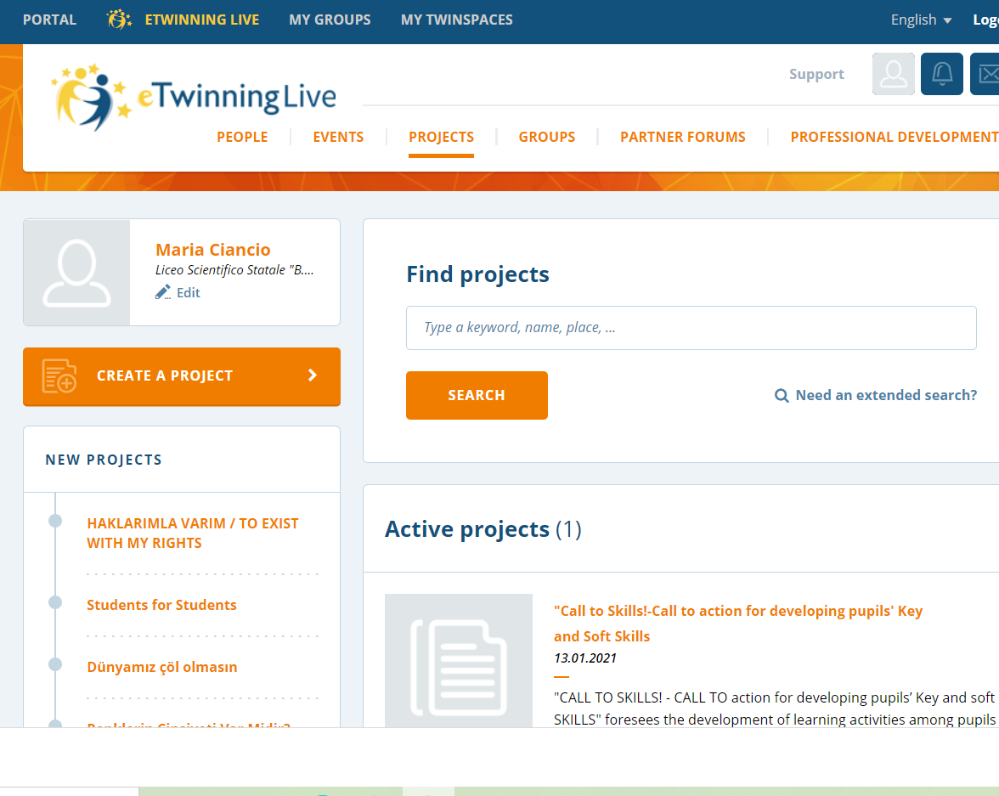 PORTAL ETWINNING LIVE MY GROUPS MY TWINSPACES English
eTwinning Live
Support
PEOPLE EVENTS PROJECTS GROUPS PARTNER FORUMS PROFESSIONAL DEVELOPMENT
Maria Ciancio
Liceo Scientifico Statale "B....
Edit
CREATE A PROJECT
NEW PROJECTS
HAKLARIMLA VARIM / TO EXIST
WITH MY RIGHTS
Students for Students
Dünyamız çöl olmasın
Find projects
Type a keyword, name, place, ...
SEARCH Need an extended search?
Active projects (1)
"Call to Skills!-Call to action for developing pupils' Key
and Soft Skills
13.01.2021
"CALL TO SKILLS! - CALL TO action for developing pupils’ Key and soft
SKILLS" foresees the development of learning activities among pupils